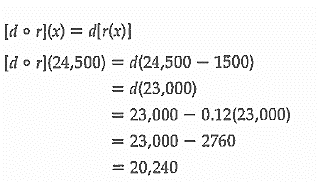 [d ∘ r](x) = d[r(x)]
[d ∘ r](24,500) = d(24,500 − 1500)
= d(23,000)
= 23,000 − 0.12(23,000)
= 23,000 − 2760
= 20,240